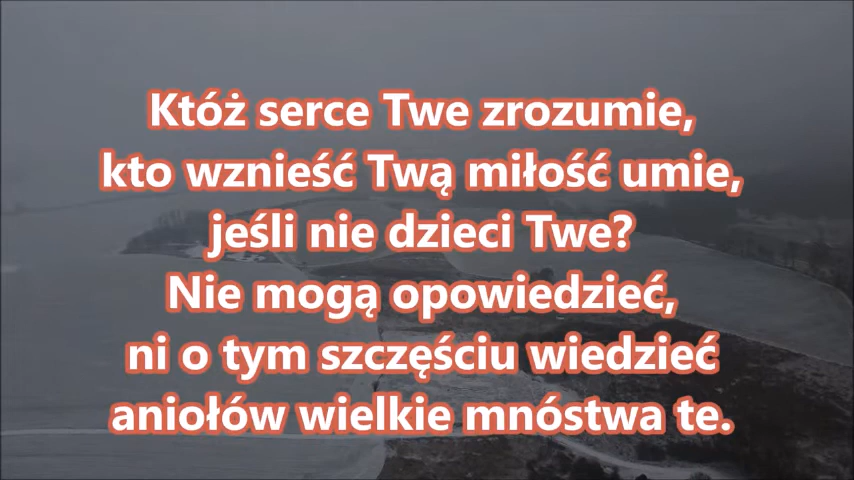 Któż serce Twe zrozumie,
kto wznieść Twą miłość umie,
jeśli nie dzieci Twe?
Nie mogą opowiedzieć,
ni o tym szczęściu wiedzieć
aniołów wielkie mnóstwa te.